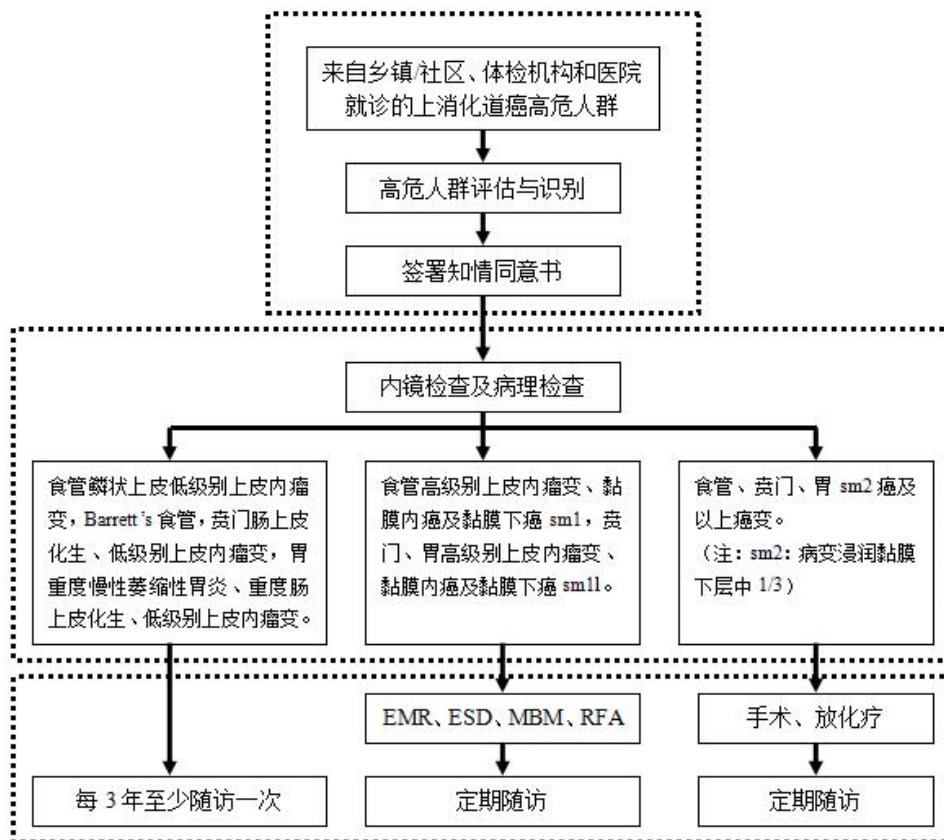 来自乡镇/社区、体检机构和医院
就诊的上消化道癌高危人群
高危人群评估与识别
签署知情同意书
内镜检查及病理检查
食管鳞状上皮低级别上皮内瘤
变，Barrett’s 食管，贲门肠上皮
化生、低级别上皮内瘤变，胃
重度慢性萎缩性胃炎、重度肠
上皮化生、低级别上皮内瘤变。
食管高级别上皮内瘤变、黏
膜内癌及黏膜下癌 sm1，贲
门、胃高级别上皮内瘤变、
黏膜内癌及黏膜下癌 sm1l。
食管、贲门、胃 sm2 癌及
以上癌变。
（注：sm2：病变浸润黏膜
下层中 1/3）
EMR、ESD、MBM、RFA
手术、放化疗
每 3 年至少随访一次
定期随访
定期随访